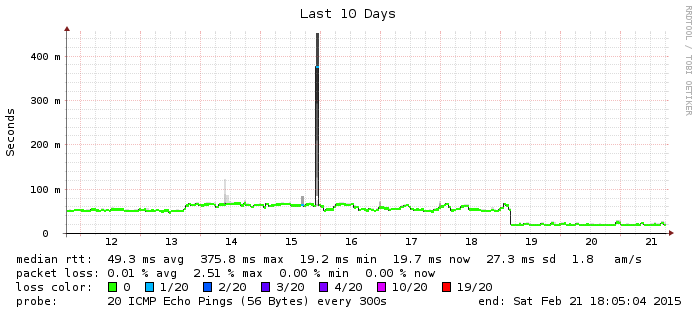 Last 10 Days
RRDTOOL / TOBI OETIKER
Seconds
400 m
300 m
200 m
100 m
0
12 13 14 15 16 17 18 19 20 21
median rtt: 49.3 ms avg 375.8 ms max 19.2 ms min 19.7 ms now 27.3 ms sd 1.8 am/s
packet loss: 0.01 % avg 2.51 % max 0.00 % min 0.00 % now
loss color: 0 1/20 2/20 3/20 4/20 10/20 19/20
probe: 20 ICMP Echo Pings (56 Bytes) every 300s end: Sat Feb 21 18:05:04 2015